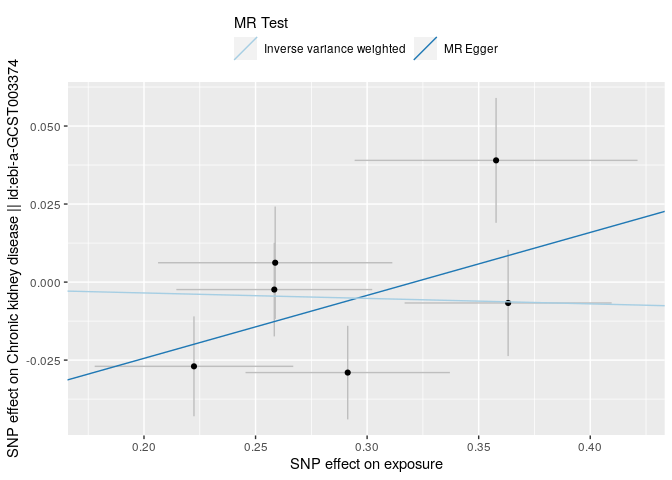 MR Test
Inverse variance weighted
MR Egger
SNP effect on Chronic kidney disease || id:ebi-a-GCST003374
0.050
0.025
0.000
-0.025
0.20
0.25
0.30
0.35
0.40
SNP effect on exposure